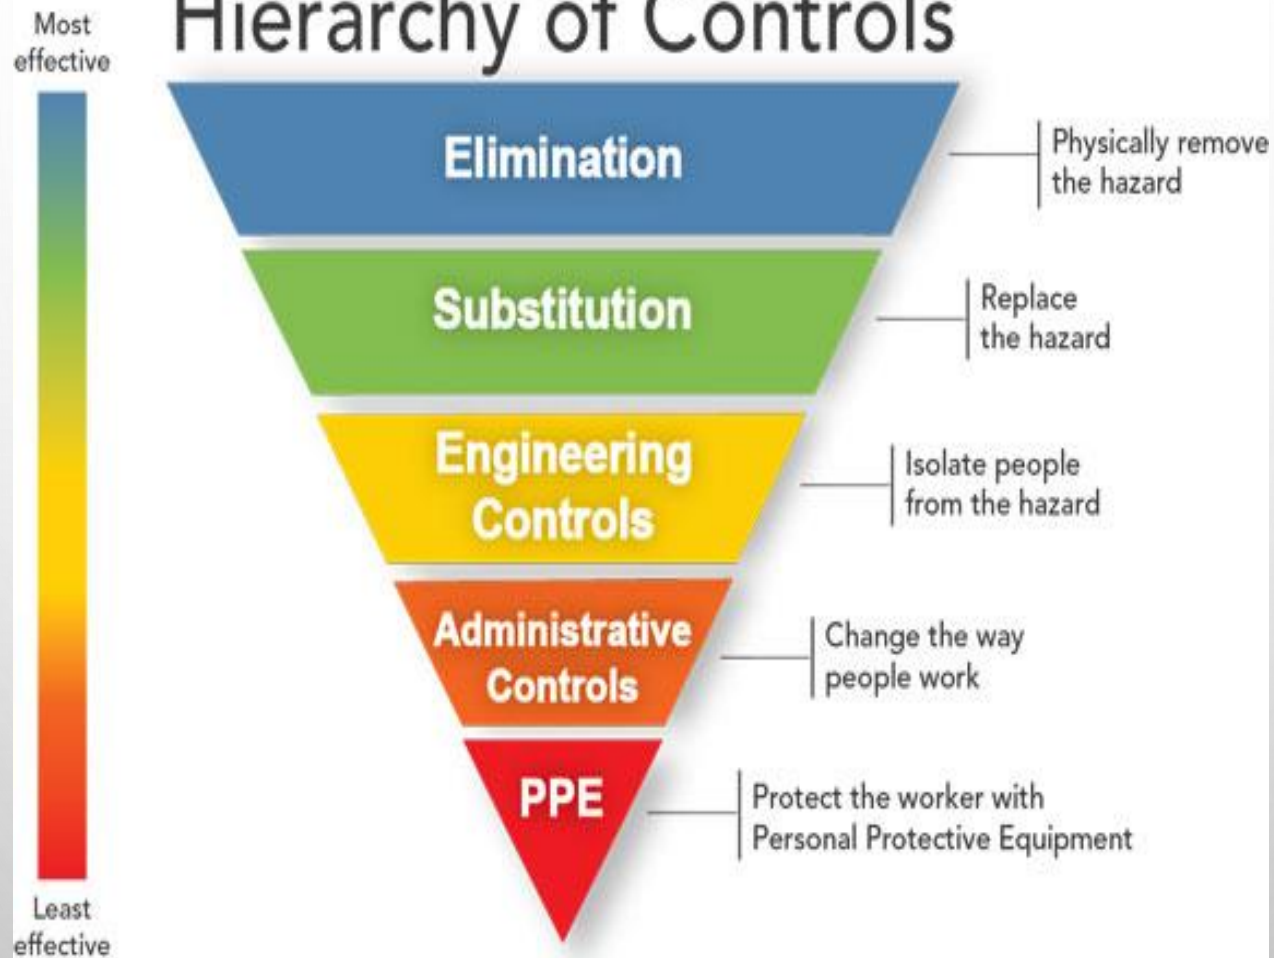 Hierarchy of Controls
Most
effective
Elimination
Physically remove
the hazard
Substitution
Replace
the hazard
Engineering
Controls
Isolate people
from the hazard
Administrative
Controls
Change the way
people work
PPE
Protect the worker with
Personal Protective Equipment
Least
effective